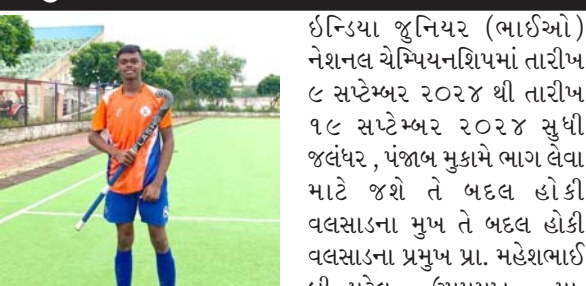 ઇન્ડિયા જુનિયર (ભાઈઓ)
નેશનલ ચેમ્પિયનશિપમાં તારીખ
૯ સપ્ટેમ્બર ૨૦૨૪ થી તારીખ
૧૯ સપ્ટેમ્બર ૨૦૨૪ સુધી
જલંધર , પંજાબ મુકામે ભાગ લેવા
માટે જશે તે બદલ હોકી
વલસાડના મુખ તે બદલ હોકી
વલસાડના પ્રમુખ પ્રા. મહેશભાઈ